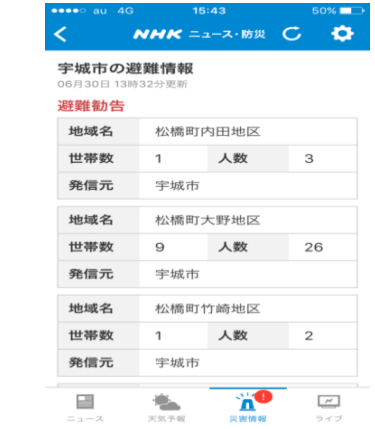 au 4G 15:43 50%
NHK ニュース・防災
宇城市の避難情報
06月30日 13時32分更新
避難勧告
地域名 松橋町内田地区
世帯数 1 人数 3
発信元 宇城市
地域名 松橋町大野地区
世帯数 9 人数 26
発信元 宇城市
地域名 松橋町竹崎地区
世帯数 1 人数 2
発信元 宇城市
ニュース 天気予報 災害情報 ライブ